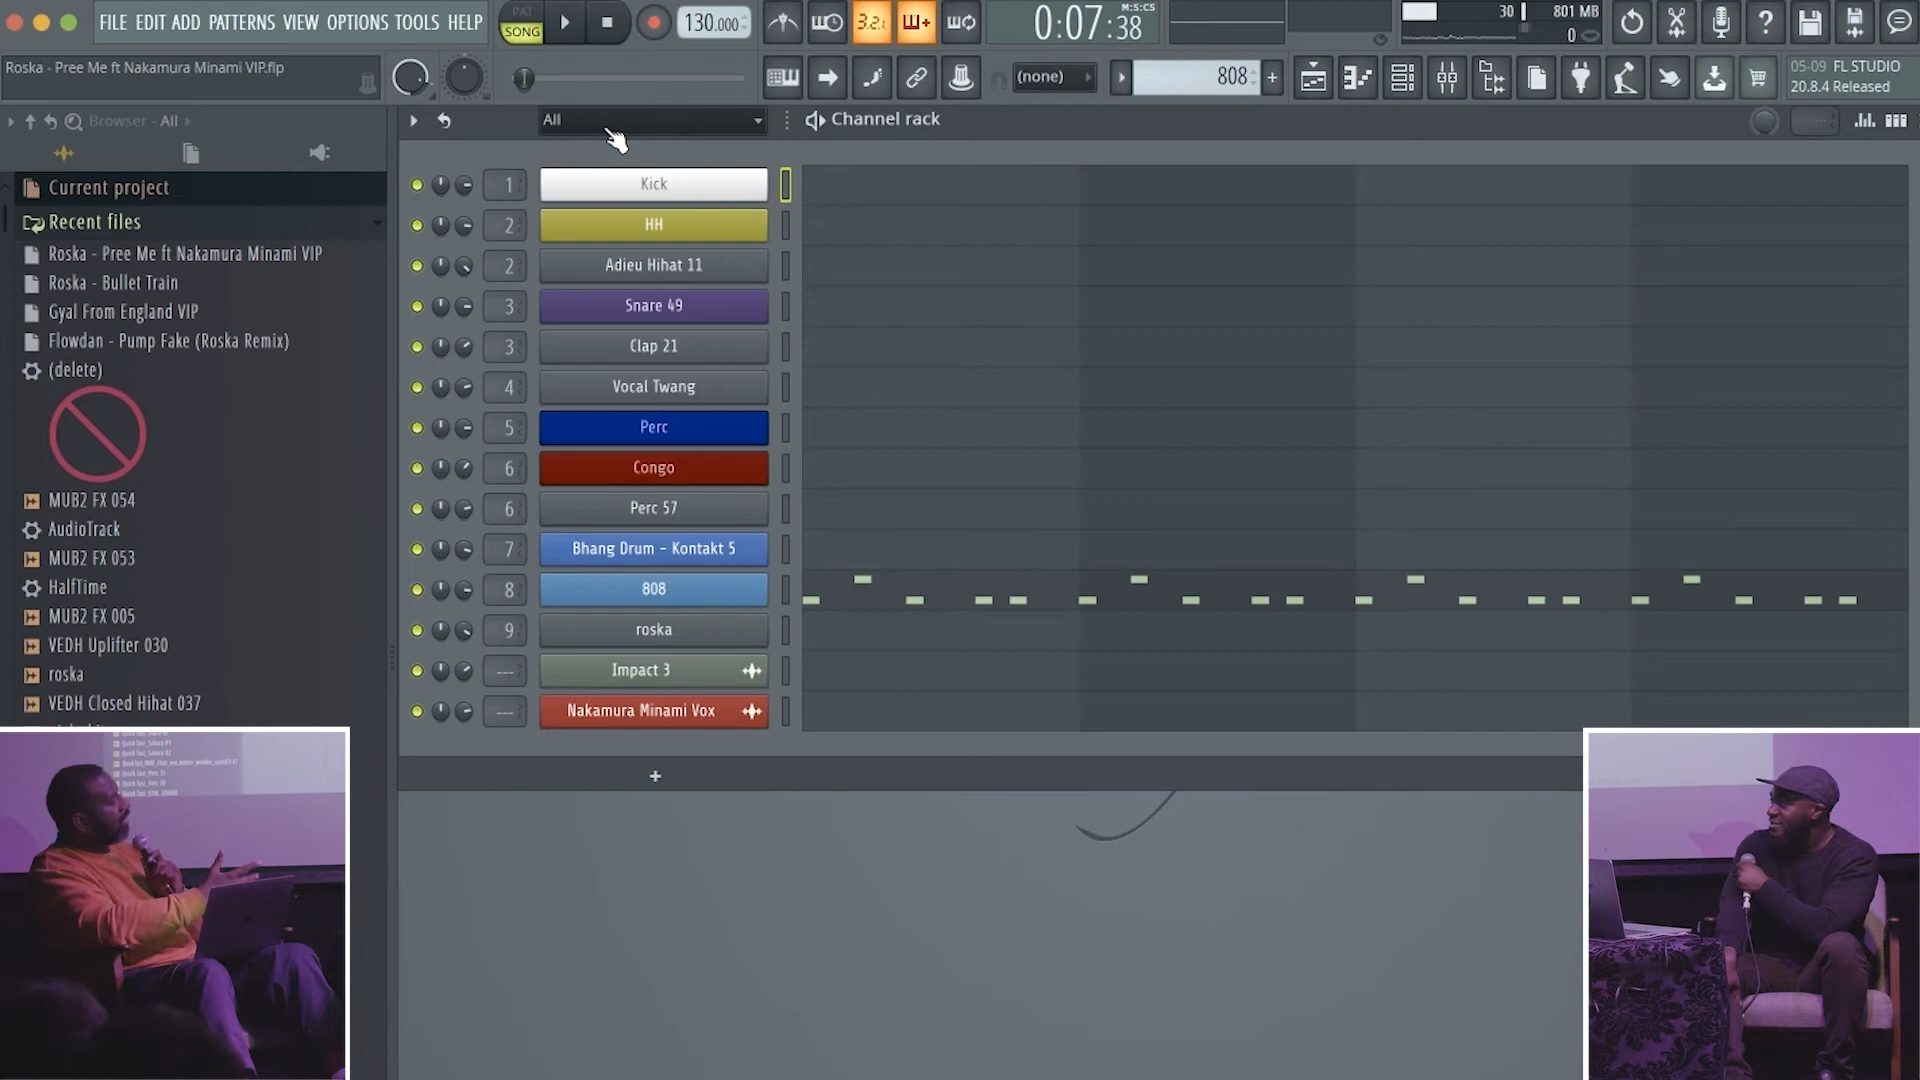 FILE EDIT ADD PATTERNS VIEW OPTIONS TOOLS HELP
PAT
SONG
130.000
3.2.
0:07:38
M:S:CS
30
801 MB
0
Roska - Pree Me ft Nakamura Minami VIP.flp
(none)
808
+
05-09 FL STUDIO
20.8.4 Released
Browser - All
All
Channel rack
Current project
Recent files
Roska - Pree Me ft Nakamura Minami VIP
Roska - Bullet Train
Gyal From England VIP
Flowdan - Pump Fake (Roska Remix)
(delete)
MUB2 FX 054
AudioTrack
MUB2 FX 053
HalfTime
MUB2 FX 005
VEDH Uplifter 030
roska
VEDH Closed Hihat 037
1 Kick
2 HH
2 Adieu Hihat 11
3 Snare 49
3 Clap 21
4 Vocal Twang
5 Perc
6 Congo
6 Perc 57
7 Bhang Drum - Kontakt 5
8 808
9 roska
--- Impact 3
--- Nakamura Minami Vox
+